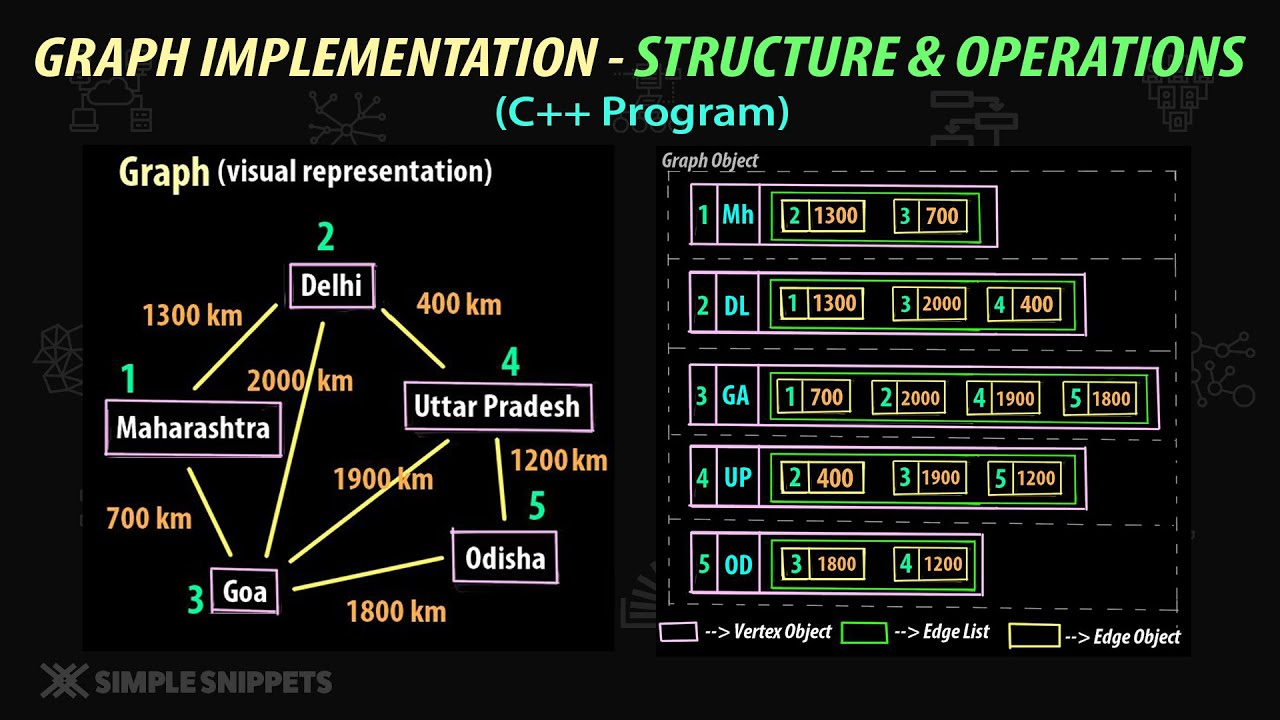 GRAPH IMPLEMENTATION - STRUCTURE & OPERATIONS
(C++ Program)
Graph (visual representation)
2
Delhi
1300 km
400 km
1
2000 km
4
Maharashtra
Uttar Pradesh
1900 km
1200 km
700 km
5
Odisha
3
Goa
1800 km
Graph Object
1 Mh 2 1300 3 700
2 DL 1 1300 3 2000 4 400
3 GA 1 700 2 2000 4 1900 5 1800
4 UP 2 400 3 1900 5 1200
5 OD 3 1800 4 1200
--> Vertex Object --> Edge List --> Edge Object
SIMPLE SNIPPETS